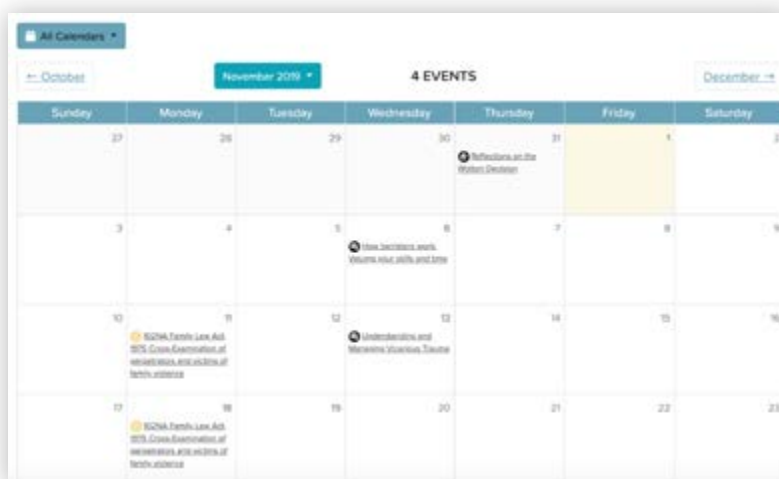 All Calendars
← October
November 2019
4 EVENTS
December →
Sunday Monday Tuesday Wednesday Thursday Friday Saturday
27 28 29 30 31 1 2
Reflections on the
Decision
3 4 5 6 7 8 9
How barristers work.
Valuing your skills and time
10 11 12 13 14 15 16
102NA Family Law Act
1975 Cross-Examination of
perpetrators and victims of
family violence
Understanding and
Managing Vicarious Trauma
17 18 19 20 21 22 23
102NA Family Law Act
1975 Cross-Examination of
perpetrators and victims of
family violence